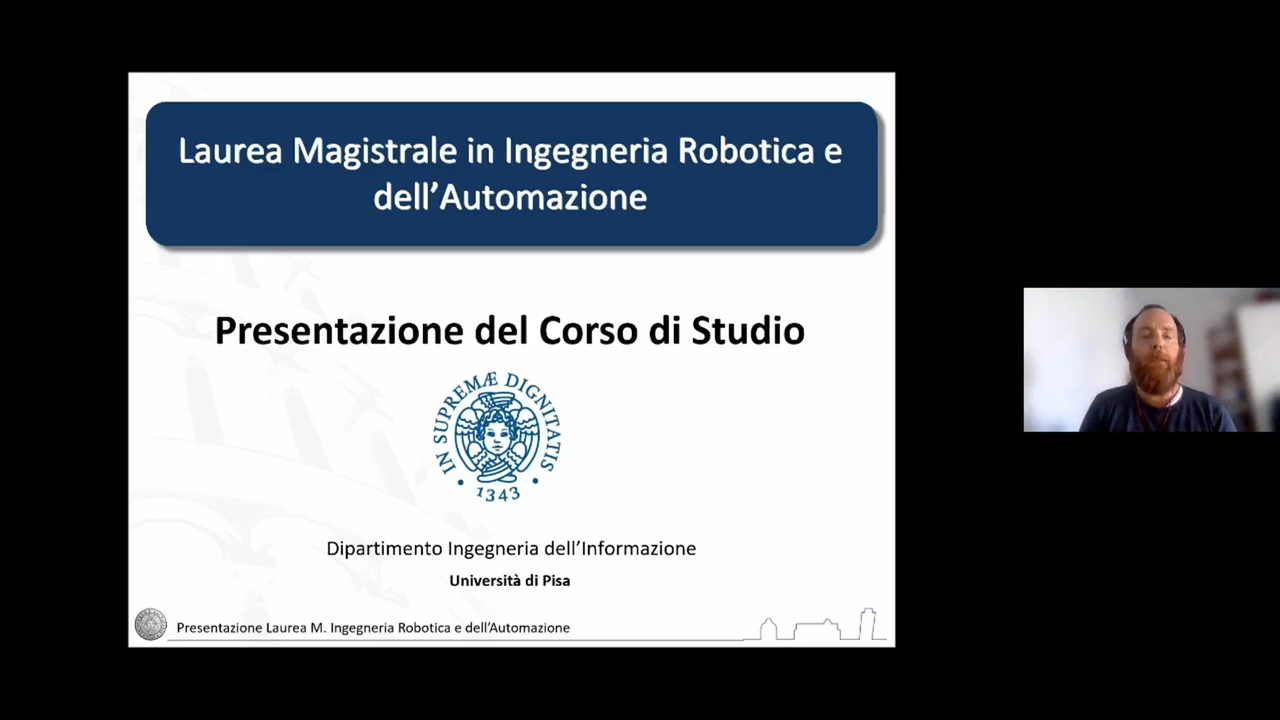 Laurea Magistrale in Ingegneria Robotica e
dell'Automazione
Presentazione del Corso di Studio
IN SUPREMÆ DIGNITATIS
• 1343 •
Dipartimento Ingegneria dell'Informazione
Università di Pisa
Presentazione Laurea M. Ingegneria Robotica e dell'Automazione